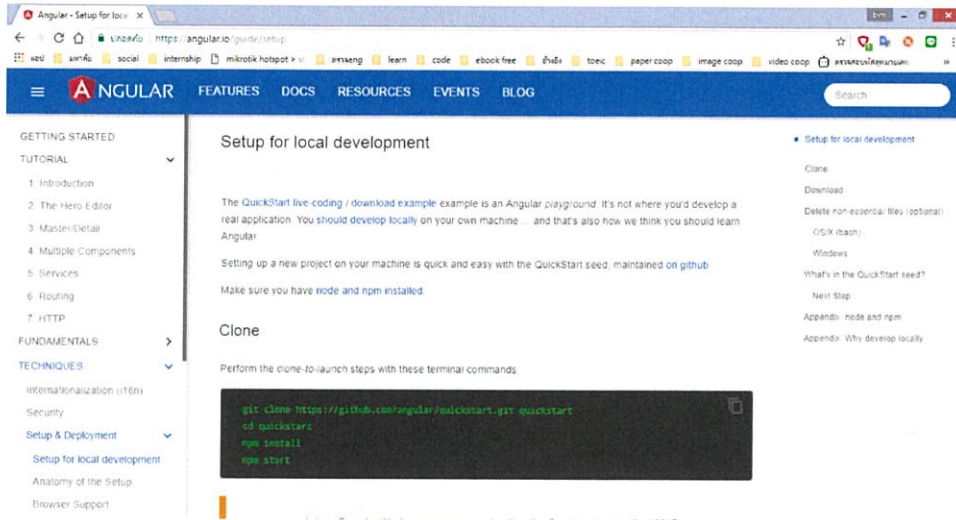 Angular - Setup for loc
https://angular.io/guide/setup
social
internship
mikrotik hotspot >
learn
code
ebook free
toeic
paper coop
image coop
video coop
»
ANGULAR
FEATURES DOCS RESOURCES EVENTS BLOG
Search
GETTING STARTED
TUTORIAL
1. Introduction
2. The Hero Editor
3. Master/Detail
4. Multiple Components
5. Services
6. Routing
7. HTTP
FUNDAMENTALS
TECHNIQUES
Internationalization (i18n)
Security
Setup & Deployment
Setup for local development
Anatomy of the Setup
Browser Support
Setup for local development
The QuickStart live-coding / download example example is an Angular playground. It's not where you'd develop a
real application. You should develop locally on your own machine ... and that's also how we think you should learn
Angular.
Setting up a new project on your machine is quick and easy with the QuickStart seed, maintained on github.
Make sure you have node and npm installed.
Clone
Perform the clone-to-launch steps with these terminal commands.
git clone https://github.com/angular/quickstart.git quickstart
cd quickstart
npm install
npm start
Setup for local development
Clone
Download
Delete non-essential files (optional)
OS/X (bash)
Windows
What's in the QuickStart seed?
Next Step
Appendix: node and npm
Appendix: Why develop locally